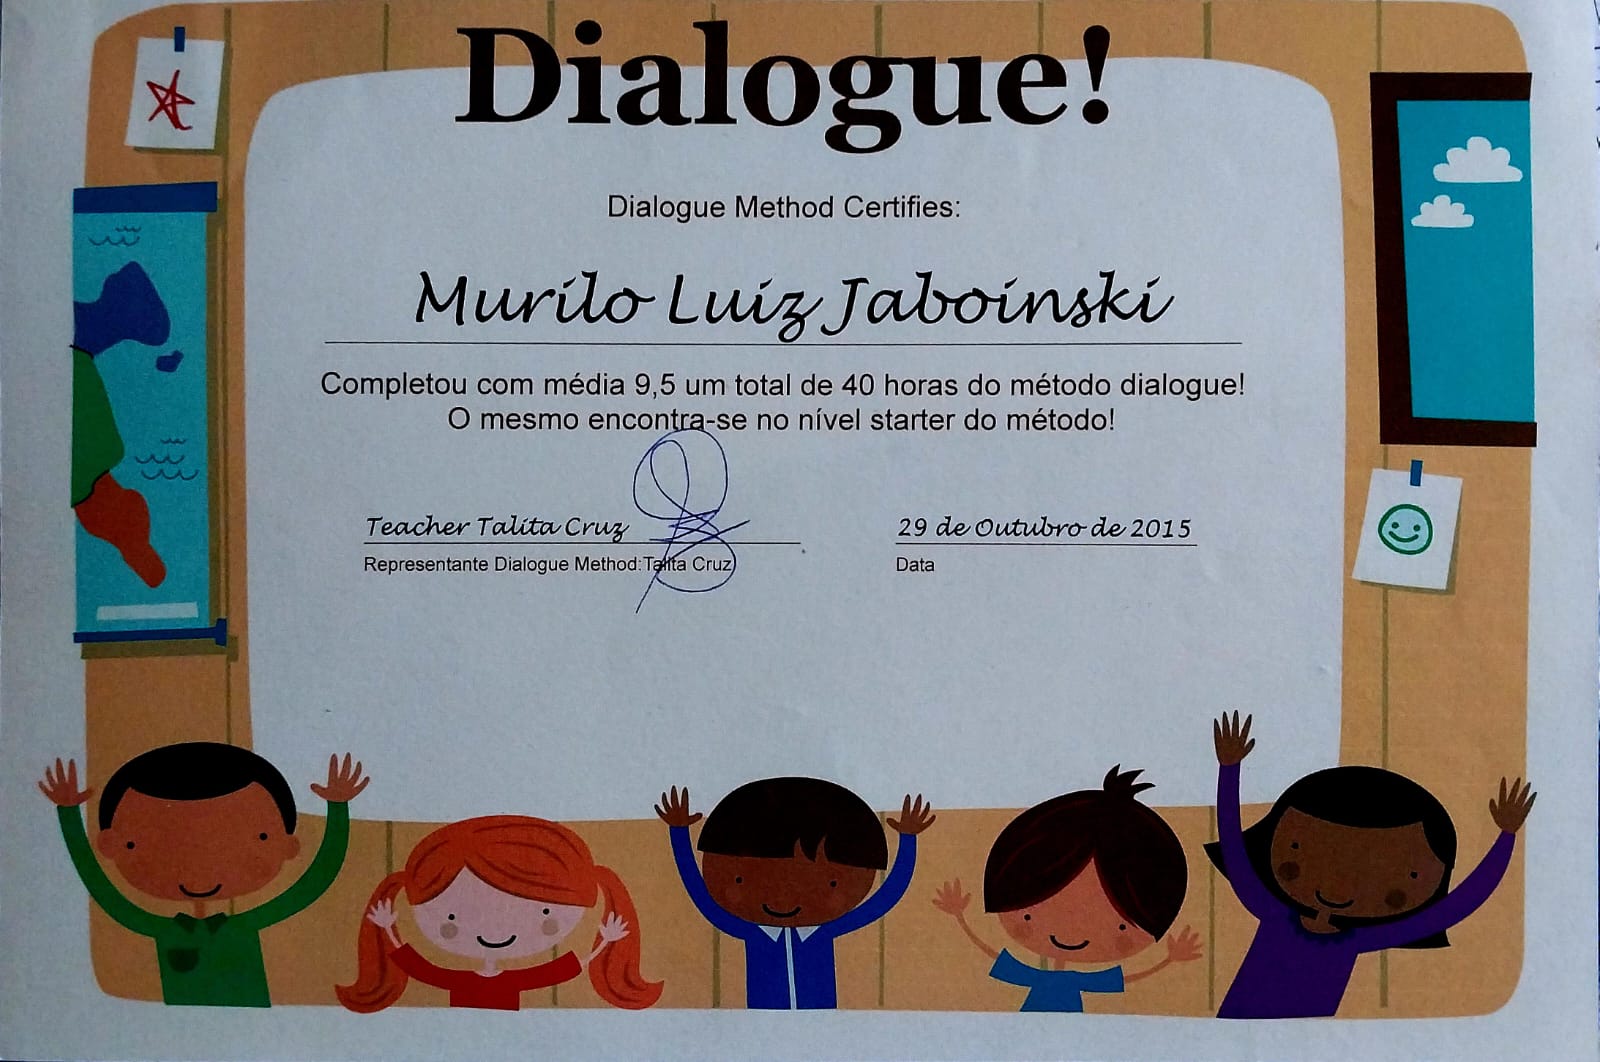 Dialogue!
Dialogue Method Certifies:
Murilo Luiz Jaboinski
Completou com média 9,5 um total de 40 horas do método dialogue!
O mesmo encontra-se no nível starter do método!
Teacher Talita Cruz
29 de Outubro de 2015
Representante Dialogue Method:Talita Cruz
Data